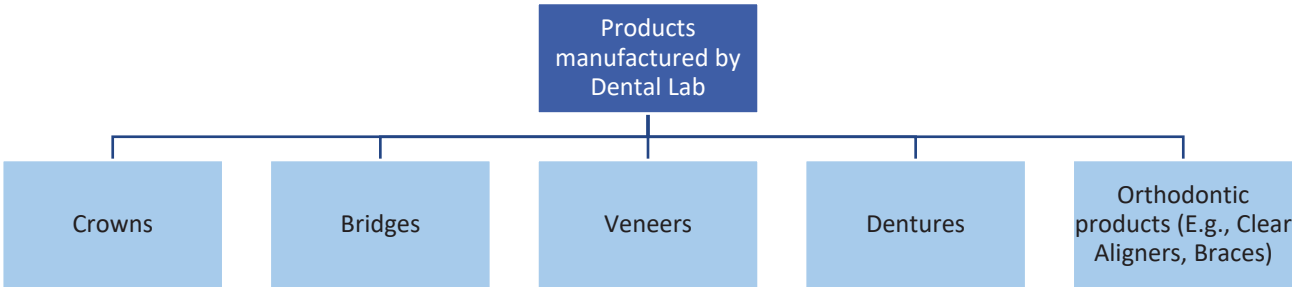 Products
manufactured by
Dental Lab
Crowns
Bridges
Veneers
Dentures
Orthodontic
products (E.g., Clear
Aligners, Braces)